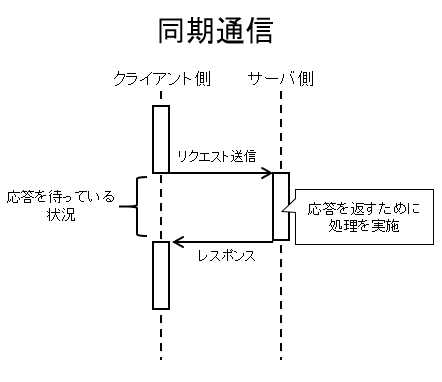 同期通信
クライアント側
サーバ側
リクエスト送信
応答を待っている
状況
応答を返すために
処理を実施
レスポンス